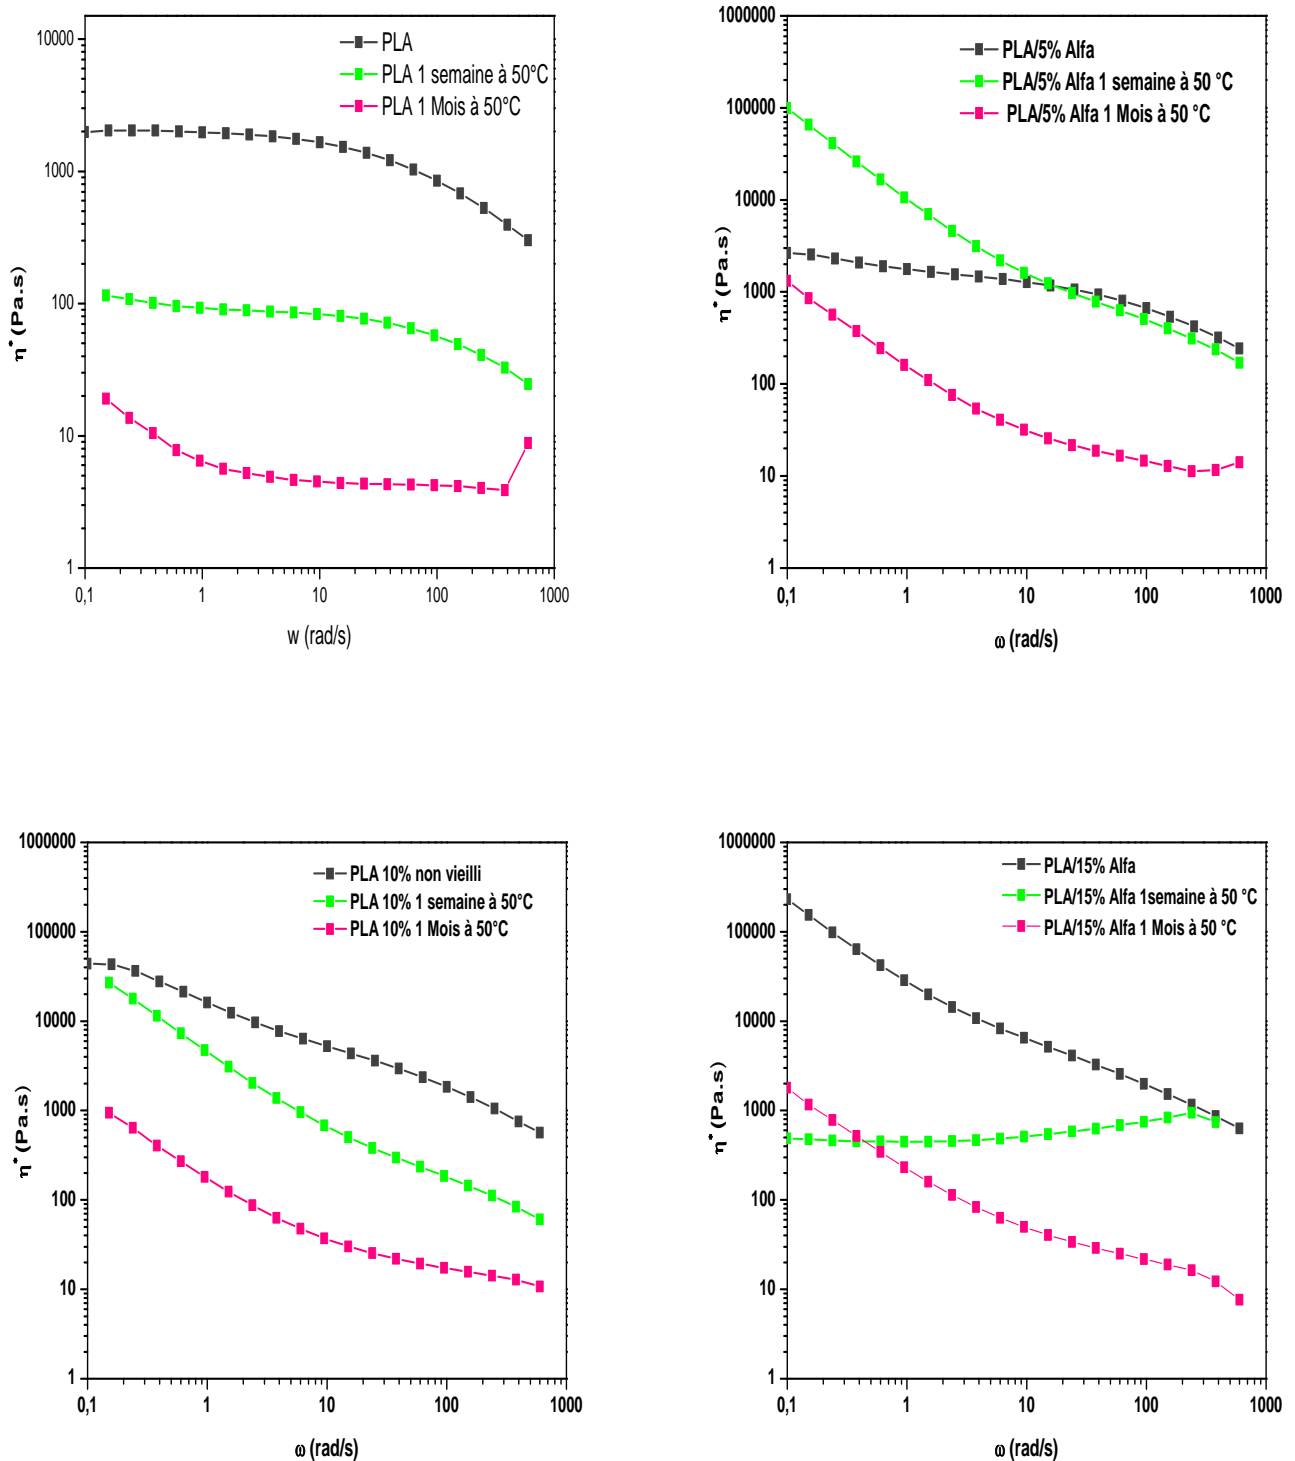 10000
1000
100
10
1
η* (Pa.s)
PLA
PLA 1 semaine à 50°C
PLA 1 Mois à 50°C
0,1 1 10 100 1000
w (rad/s)
1000000
100000
10000
1000
100
10
1
η* (Pa.s)
PLA/5% Alfa
PLA/5% Alfa 1 semaine à 50 °C
PLA/5% Alfa 1 Mois à 50 °C
0,1 1 10 100 1000
ω (rad/s)
1000000
100000
10000
1000
100
10
1
η* (Pa.s)
PLA 10% non vieilli
PLA 10% 1 semaine à 50°C
PLA 10% 1 Mois à 50°C
0,1 1 10 100 1000
ω (rad/s)
1000000
100000
10000
1000
100
10
1
η* (Pa.s)
PLA/15% Alfa
PLA/15% Alfa 1semaine à 50 °C
PLA/15% Alfa 1 Mois à 50 °C
0,1 1 10 100 1000
ω (rad/s)